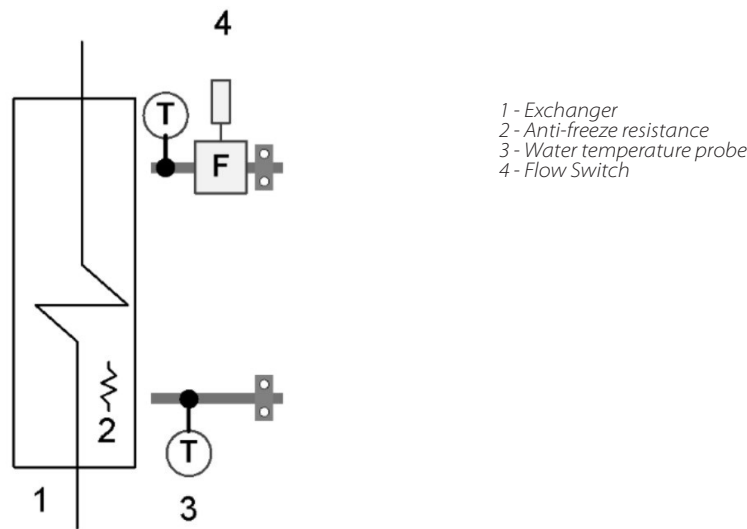 4
T
F
1 - Exchanger
2 - Anti-freeze resistance
3 - Water temperature probe
4 - Flow Switch
2
T
1
3